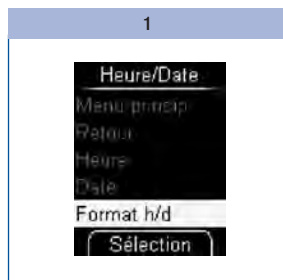 1
Heure/Date
Menu princip
Retour
Heure
Date
Format h/d
Sélection